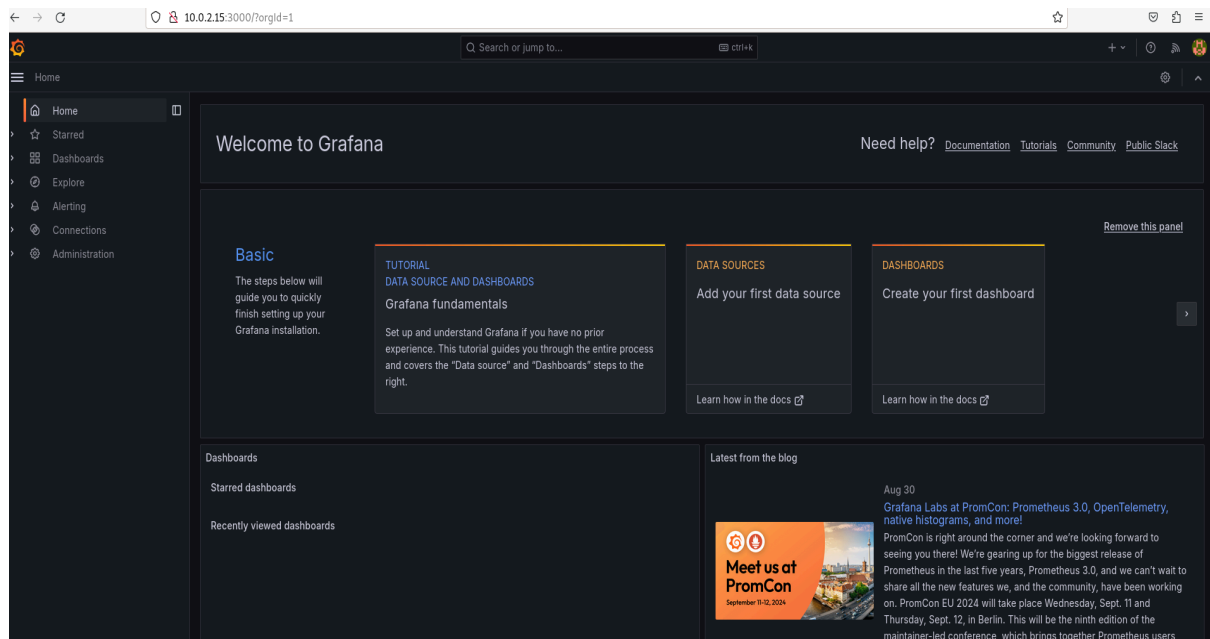 10.0.2.15:3000/?orgId=1
Search or jump to...
ctrl+k
Home
Home
Starred
Dashboards
Explore
Alerting
Connections
Administration
Welcome to Grafana
Need help? Documentation Tutorials Community Public Slack
Remove this panel
Basic
The steps below will
guide you to quickly
finish setting up your
Grafana installation.
TUTORIAL
DATA SOURCE AND DASHBOARDS
Grafana fundamentals
Set up and understand Grafana if you have no prior
experience. This tutorial guides you through the entire process
and covers the “Data source” and “Dashboards” steps to the
right.
DATA SOURCES
Add your first data source
Learn how in the docs
DASHBOARDS
Create your first dashboard
Learn how in the docs
Dashboards
Starred dashboards
Recently viewed dashboards
Latest from the blog
Meet us at
PromCon
September 11-12, 2024
Aug 30
Grafana Labs at PromCon: Prometheus 3.0, OpenTelemetry,
native histograms, and more!
PromCon is right around the corner and we’re looking forward to
seeing you there! We’re gearing up for the biggest release of
Prometheus in the last five years, Prometheus 3.0, and we can’t wait to
share all the new features we, and the community, have been working
on. PromCon EU 2024 will take place Wednesday, Sept. 11 and
Thursday, Sept. 12, in Berlin. This will be the ninth edition of the
maintainer-led conference, which brings together Prometheus users